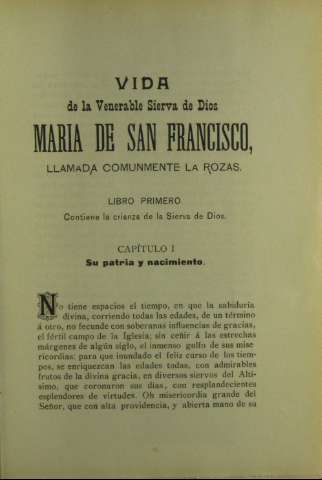 VIDA
de la Venerable Sierva de Dios
MARIA DE SAN FRANCISCO,
LLAMADA COMUNMENTE LA ROZAS.
LIBRO PRIMERO
Contiene la crianza de la Sierva de Dios.
CAPÍTULO I
Su patria y nacimiento.
No tiene espacios el tiempo, en que la sabiduría
divina, corriendo todas las edades, de un término
á otro, no fecunde con soberanas influencias de gracias,
el fértil campo de la Iglesia; sin ceñir á las estrechas
márgenes de algún siglo, el inmenso golfo de sus mise
ricordias: para que inundado el feliz curso de los tiem-
pos, se enriquezcan las edades todas, con admirables
frutos de la divina gracia, en diversos siervos del Altí-
simo, que coronaron sus días, con resplandecientes
esplendores de virtudes. Oh misericordia grande del
Señor, que con alta providencia, y abierta mano de su